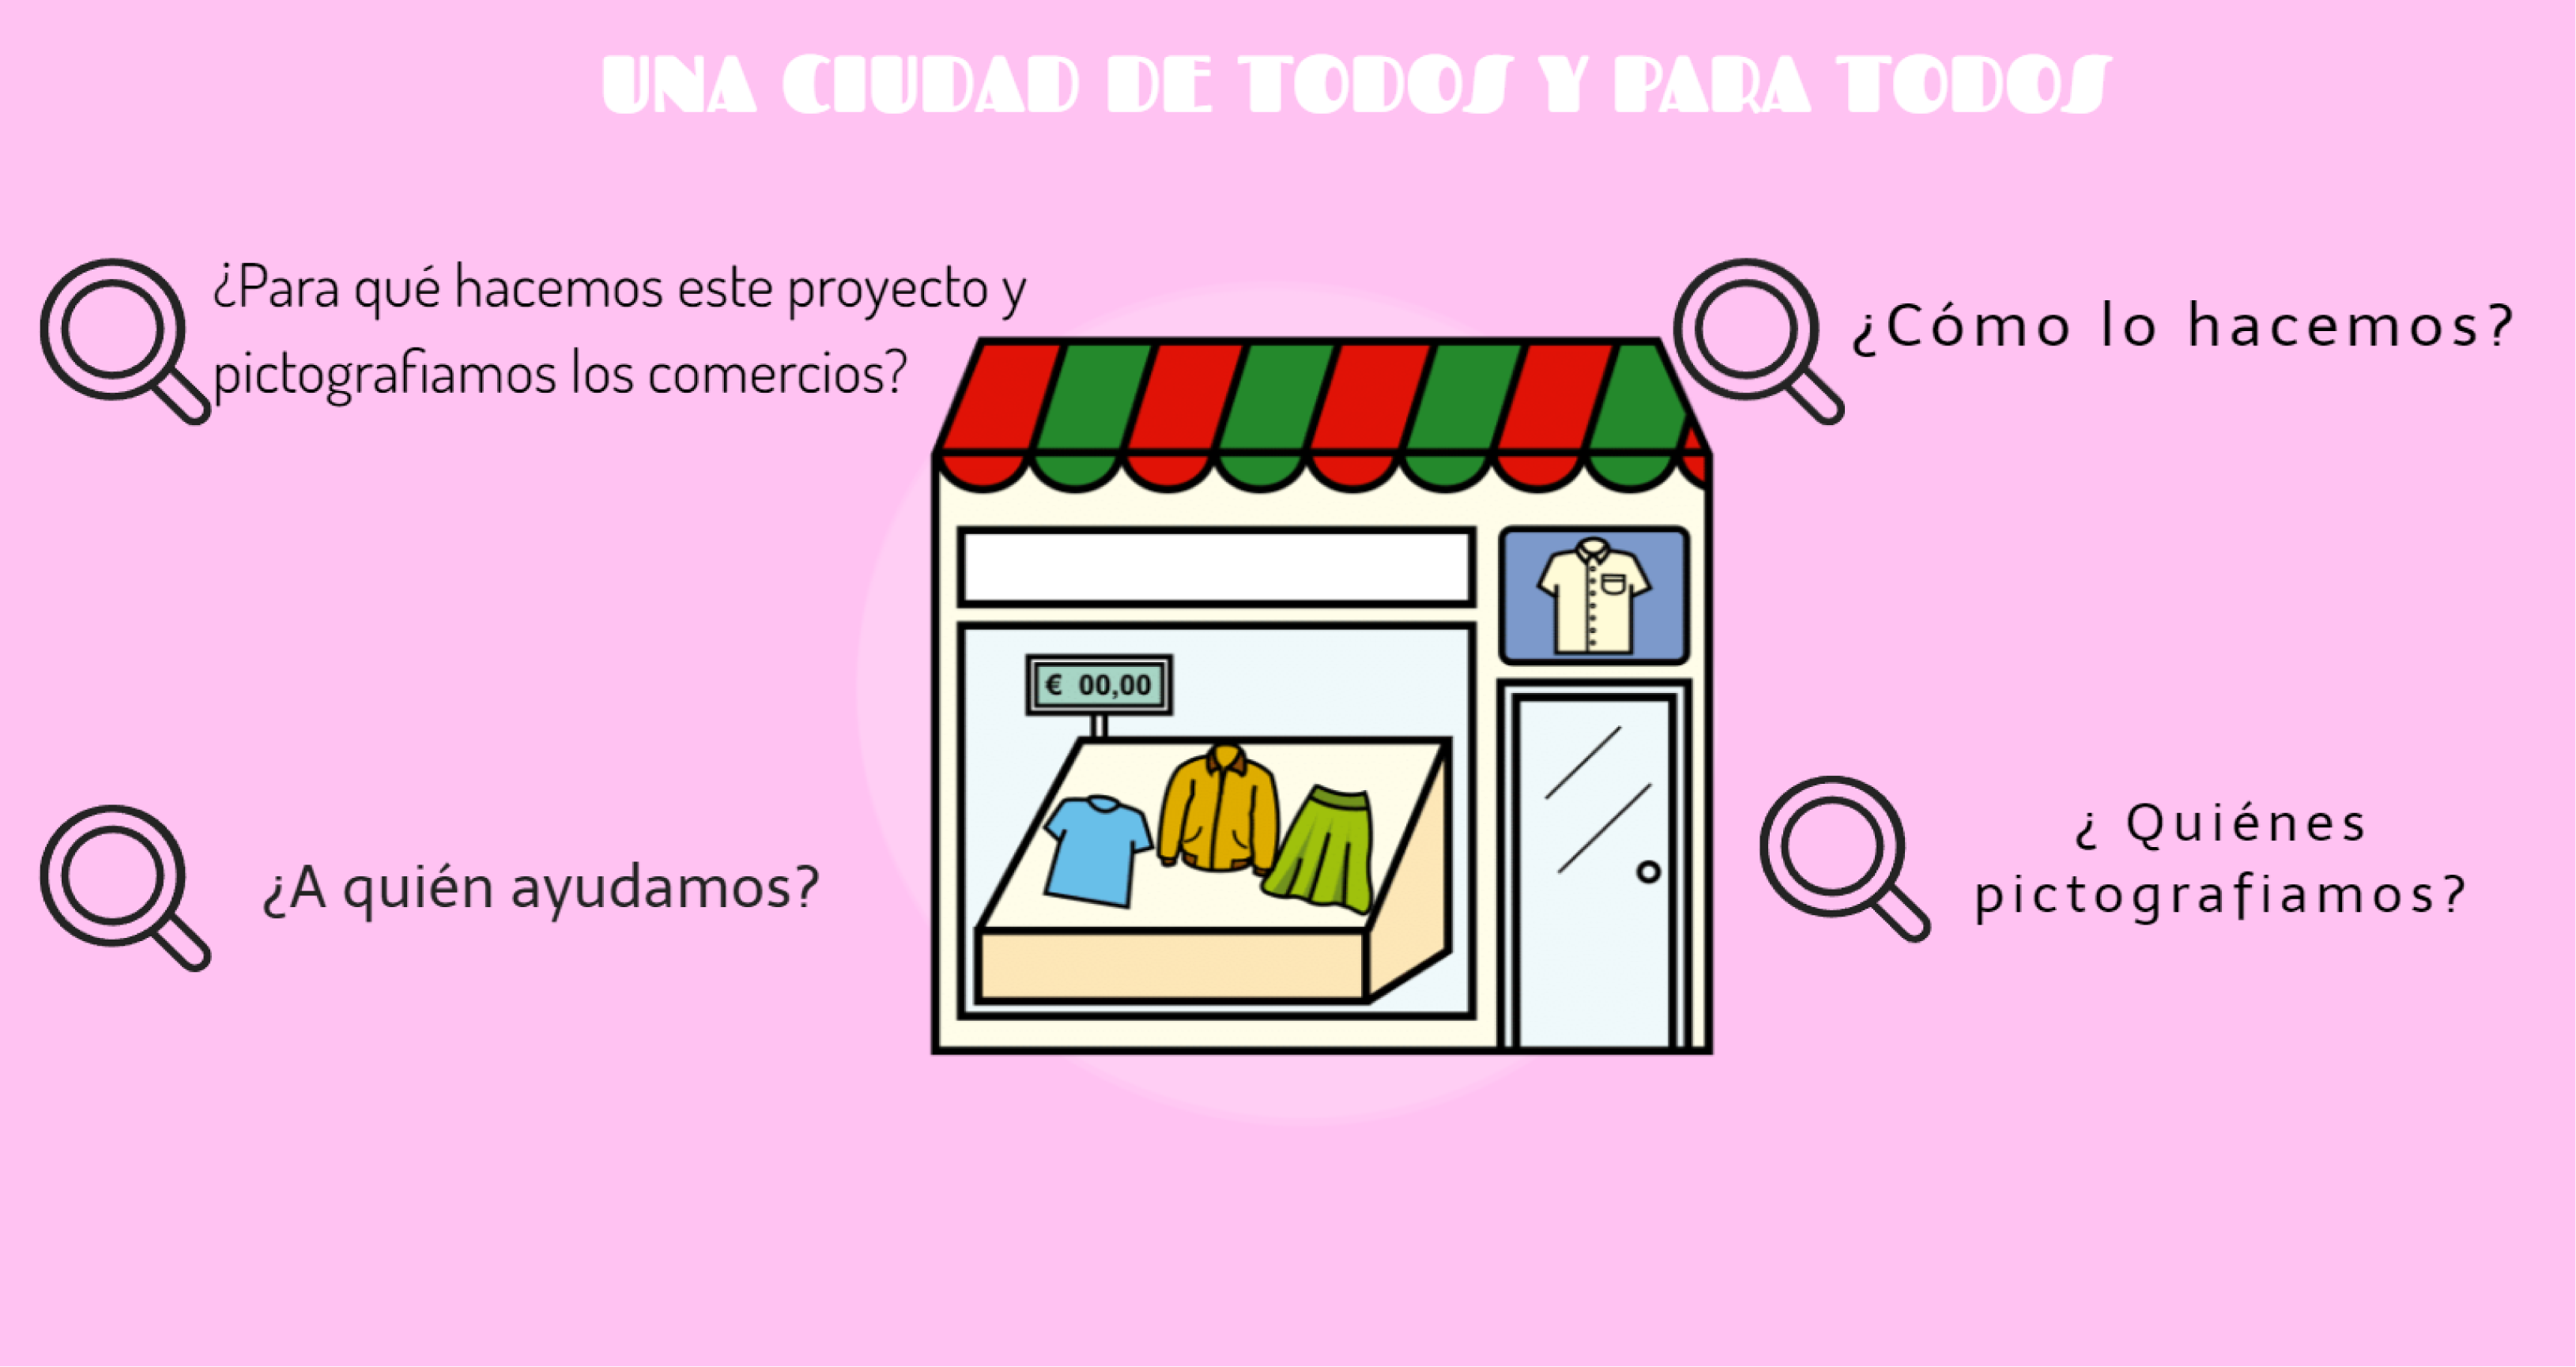 UNA CIUDAD DE TODOS Y PARA TODOS
¿Para qué hacemos este proyecto y
pictografiamos los comercios?
¿Cómo lo hacemos?
€ 00,00
¿A quién ayudamos?
¿ Quiénes
pictografiamos?